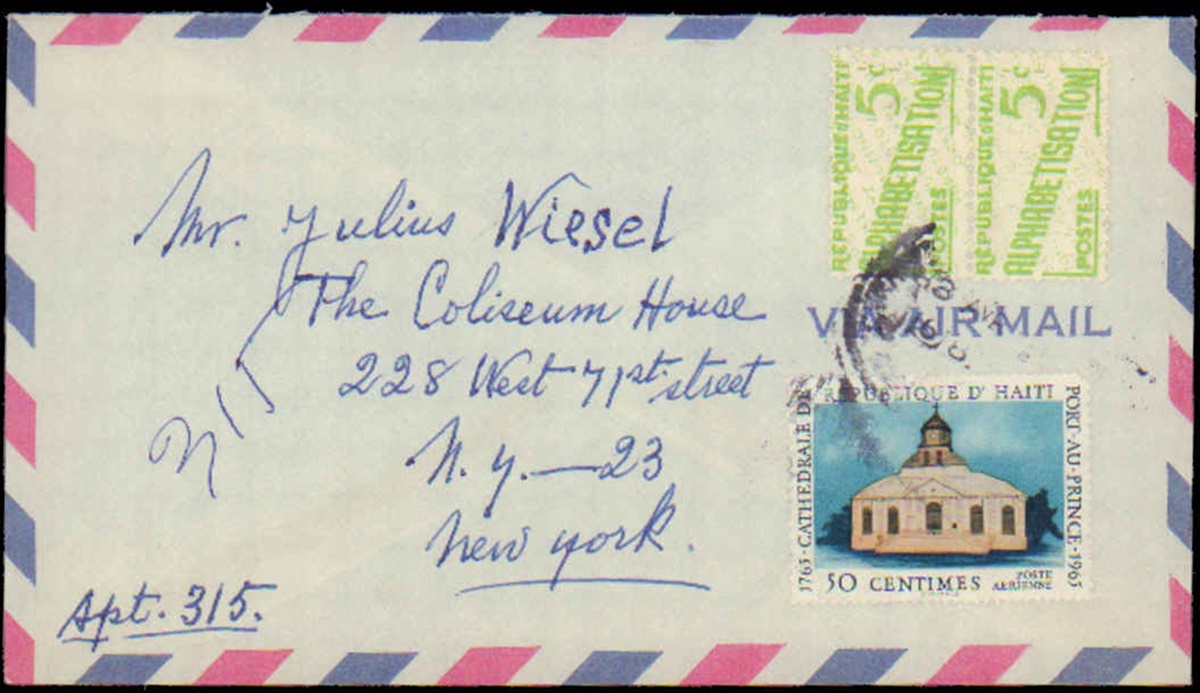 REPUBLIQUE D'HAITI
5c
ALPHABETISATION
POSTES
REPUBLIQUE D'HAITI
5c
ALPHABETISATION
POSTES
Mr. Julius Wiesel
The Coliseum House
228 West 71st street
N.Y.—23
New york.
Apt. 315.
VIA AIR MAIL
REPUBLIQUE D' HAITI
1765·CATHEDRALE DE
PORT-AU-PRINCE·1965
50 CENTIMES
POSTE
AERIENNE